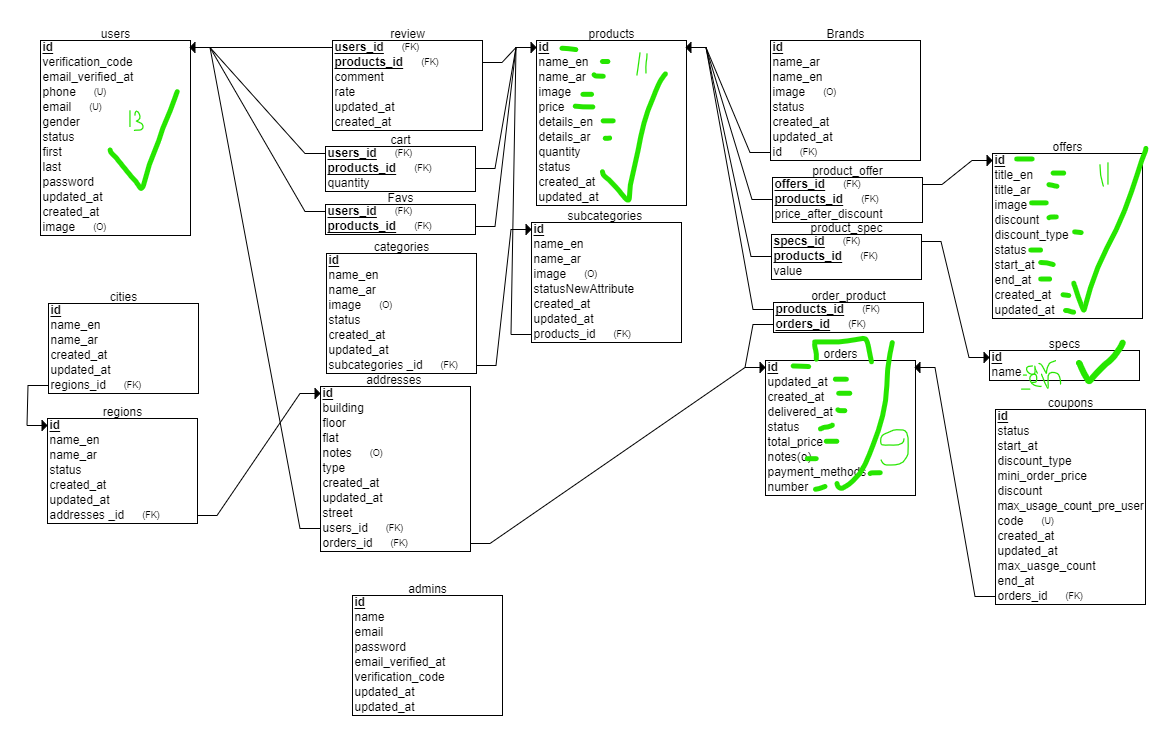 users
id
verification_code
email_verified_at
phone (U)
email (U)
gender
status
first
last
password
updated_at
created_at
image (O)
13
review
users_id (FK)
products_id (FK)
comment
rate
updated_at
created_at
cart
users_id (FK)
products_id (FK)
quantity
Favs
users_id (FK)
products_id (FK)
products
id
name_en
name_ar
image
price
details_en
details_ar
quantity
status
created_at
updated_at
11
Brands
id
name_ar
name_en
image (O)
status
created_at
updated_at
id (FK)
offers
id
title_en
title_ar
image
discount
discount_type
status
start_at
end_at
created_at
updated_at
11
product_offer
offers_id (FK)
products_id (FK)
price_after_discount
product_spec
specs_id (FK)
products_id (FK)
value
subcategories
id
name_en
name_ar
image (O)
statusNewAttribute
created_at
updated_at
products_id (FK)
categories
id
name_en
name_ar
image (O)
status
created_at
updated_at
subcategories _id (FK)
cities
id
name_en
name_ar
created_at
updated_at
regions_id (FK)
order_product
products_id (FK)
orders_id (FK)
specs
id
name
orders
id
updated_at
created_at
delivered_at
status
total_price
notes(o)
payment_methods
number
9
addresses
id
building
floor
flat
notes (O)
type
created_at
updated_at
street
users_id (FK)
orders_id (FK)
regions
id
name_en
name_ar
status
created_at
updated_at
addresses _id (FK)
coupons
id
status
start_at
discount_type
mini_order_price
discount
max_usage_count_pre_user
code (U)
created_at
updated_at
max_uasge_count
end_at
orders_id (FK)
admins
id
name
email
password
email_verified_at
verification_code
updated_at
updated_at